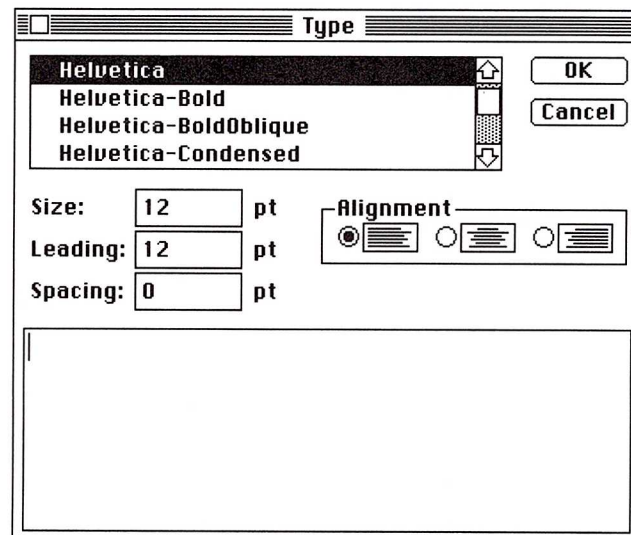 Type
Helvetica
Helvetica-Bold
Helvetica-BoldOblique
Helvetica-Condensed
OK
Cancel
Size: 12 pt
Leading: 12 pt
Spacing: 0 pt
Alignment